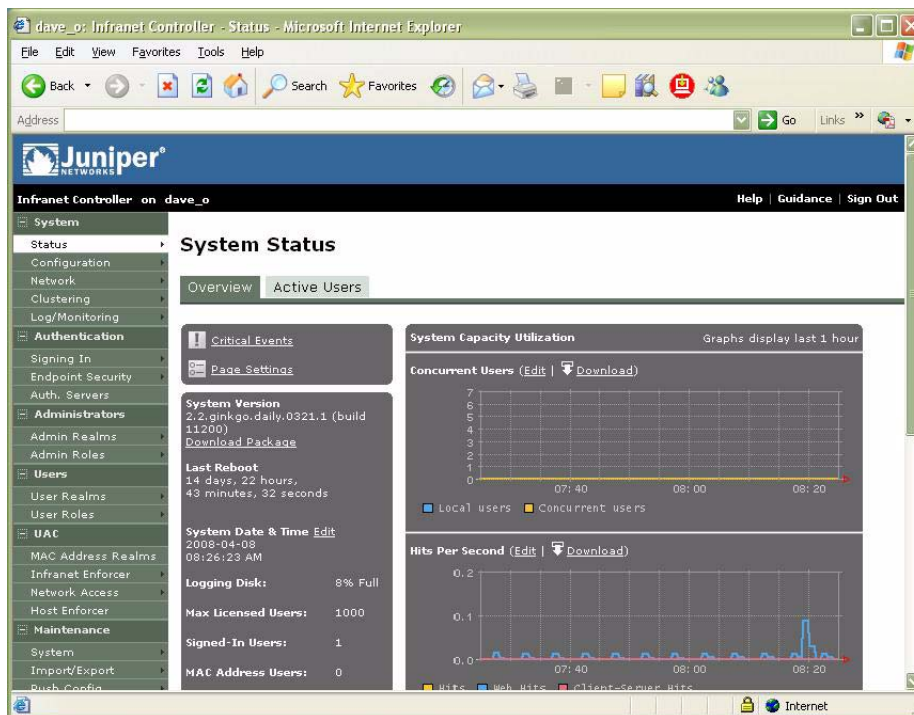 dave_o: Infranet Controller - Status - Microsoft Internet Explorer
File Edit View Favorites Tools Help
Back Search Favorites
Address Go Links »
Juniper®
NETWORKS
Infranet Controller on dave_o Help | Guidance | Sign Out
System
Status
Configuration
Network
Clustering
Log/Monitoring
Authentication
Signing In
Endpoint Security
Auth. Servers
Administrators
Admin Realms
Admin Roles
Users
User Realms
User Roles
UAC
MAC Address Realms
Infranet Enforcer
Network Access
Host Enforcer
Maintenance
System
Import/Export
Push Config
System Status
Overview Active Users
Critical Events
Page Settings
System Version
2.2.ginkgo.daily.0321.1 (build
11200)
Download Package
Last Reboot
14 days, 22 hours,
43 minutes, 32 seconds
System Date & Time Edit
2008-04-08
08:26:23 AM
Logging Disk: 8% Full
Max Licensed Users: 1000
Signed-In Users: 1
MAC Address Users: 0
System Capacity Utilization Graphs display last 1 hour
Concurrent Users (Edit | Download)
7
6
5
4
3
2
1
0
07:40 08:00 08:20
Local users Concurrent users
Hits Per Second (Edit | Download)
0.2
0.1
0.0
07:40 08:00 08:20
Hits Web Hits Client-Server Hits
Internet